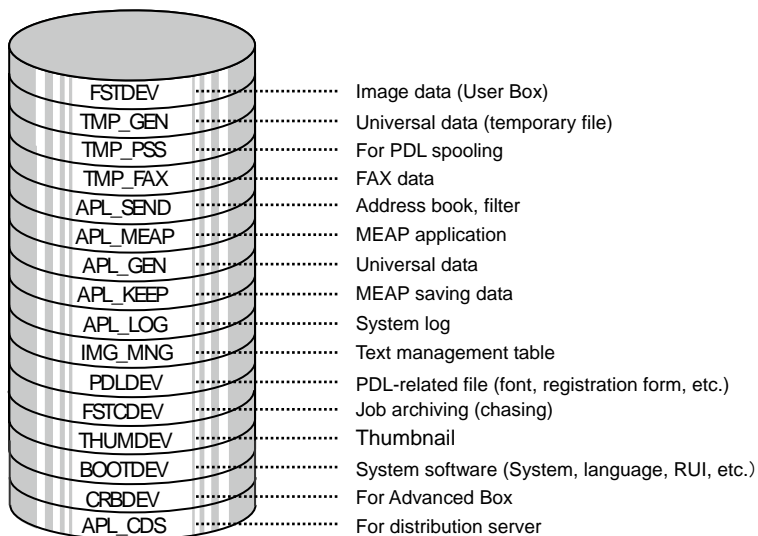 FSTDEV Image data (User Box)
TMP_GEN Universal data (temporary file)
TMP_PSS For PDL spooling
TMP_FAX FAX data
APL_SEND Address book, filter
APL_MEAP MEAP application
APL_GEN Universal data
APL_KEEP MEAP saving data
APL_LOG System log
IMG_MNG Text management table
PDLDEV PDL-related file (font, registration form, etc.)
FSTCDEV Job archiving (chasing)
THUMDEV Thumbnail
BOOTDEV System software (System, language, RUI, etc.)
CRBDEV For Advanced Box
APL_CDS For distribution server